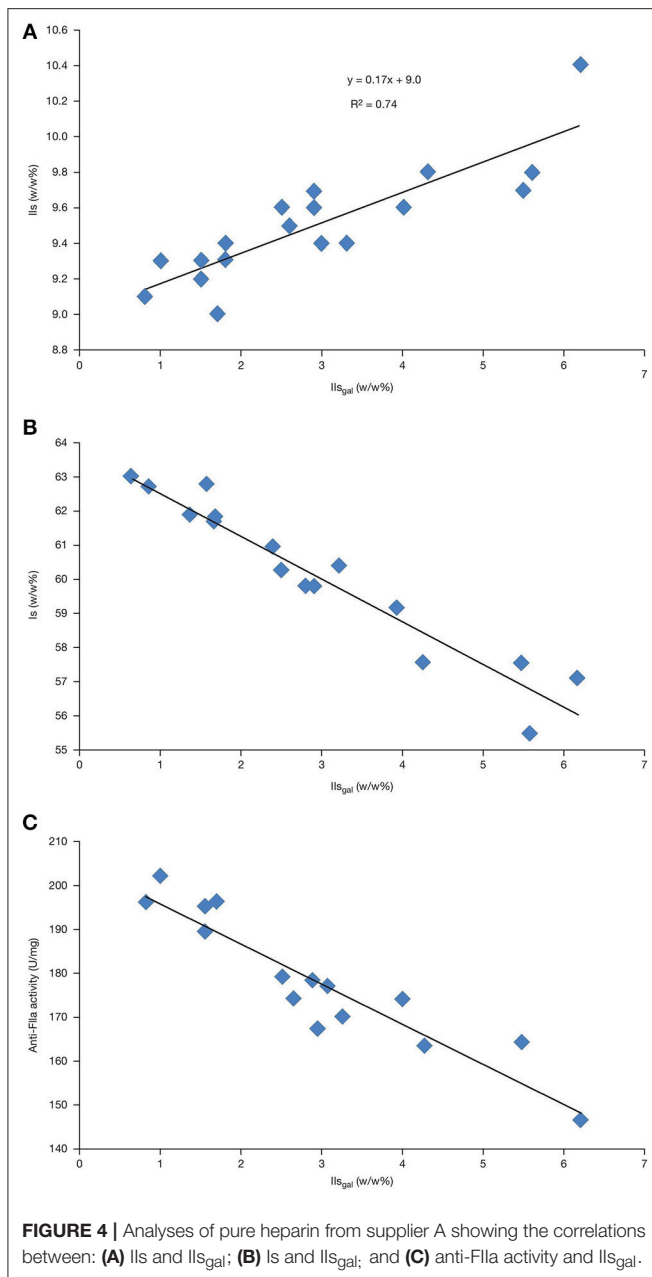 A
10.6
10.4
10.2
10.0
9.8
9.6
9.4
9.2
9.0
8.8
IIs (w/w%)
y = 0.17x + 9.0
R² = 0.74
0 1 2 3 4 5 6 7
IIsgal (w/w%)
B
64
63
62
61
60
59
58
57
56
55
Is (w/w%)
0 1 2 3 4 5 6 7
IIsgal (w/w%)
C
210
200
190
180
170
160
150
140
Anti-FIIa activity (U/mg)
0 1 2 3 4 5 6 7
IIsgal (w/w%)
FIGURE 4 | Analyses of pure heparin from supplier A showing the correlations
between: (A) IIs and IIsgal; (B) Is and IIsgal; and (C) anti-FIIa activity and IIsgal.